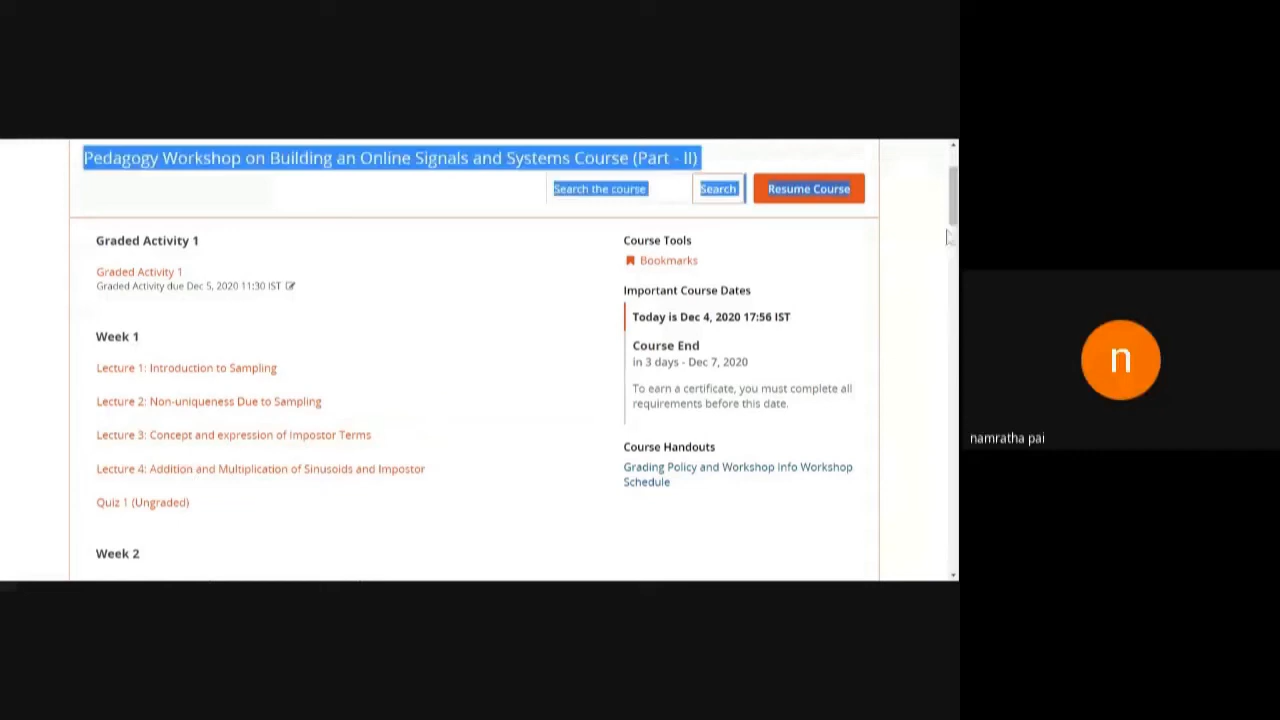 Pedagogy Workshop on Building an Online Signals and Systems Course (Part - II)
Search the course
Search
Resume Course
Graded Activity 1
Graded Activity 1
Graded Activity due Dec 5, 2020 11:30 IST
Week 1
Lecture 1: Introduction to Sampling
Lecture 2: Non-uniqueness Due to Sampling
Lecture 3: Concept and expression of Impostor Terms
Lecture 4: Addition and Multiplication of Sinusoids and Impostor
Quiz 1 (Ungraded)
Week 2
Course Tools
Bookmarks
Important Course Dates
Today is Dec 4, 2020 17:56 IST
Course End
in 3 days - Dec 7, 2020
To earn a certificate, you must complete all
requirements before this date.
Course Handouts
Grading Policy and Workshop Info Workshop
Schedule
n
namratha pai